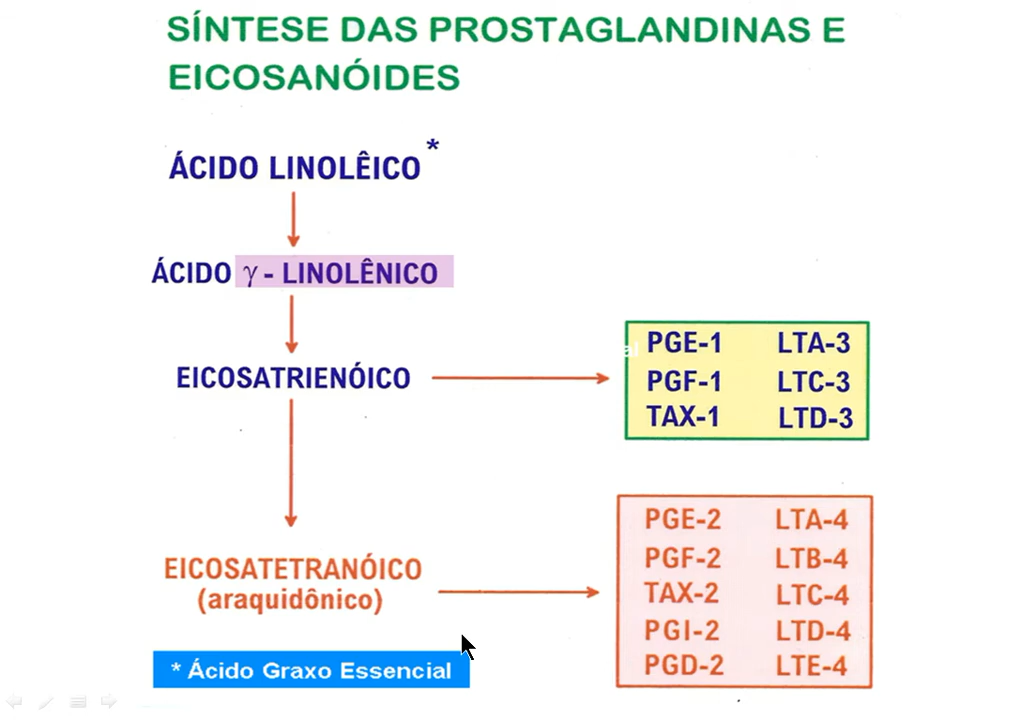 SÍNTESE DAS PROSTAGLANDINAS E
EICOSANÓIDES
ÁCIDO LINOLÊICO*
ÁCIDO γ - LINOLÊNICO
EICOSATRIENÓICO
PGE-1 LTA-3
PGF-1 LTC-3
TAX-1 LTD-3
EICOSATETRANÓICO
(araquidônico)
PGE-2 LTA-4
PGF-2 LTB-4
TAX-2 LTC-4
PGI-2 LTD-4
PGD-2 LTE-4
* Ácido Graxo Essencial